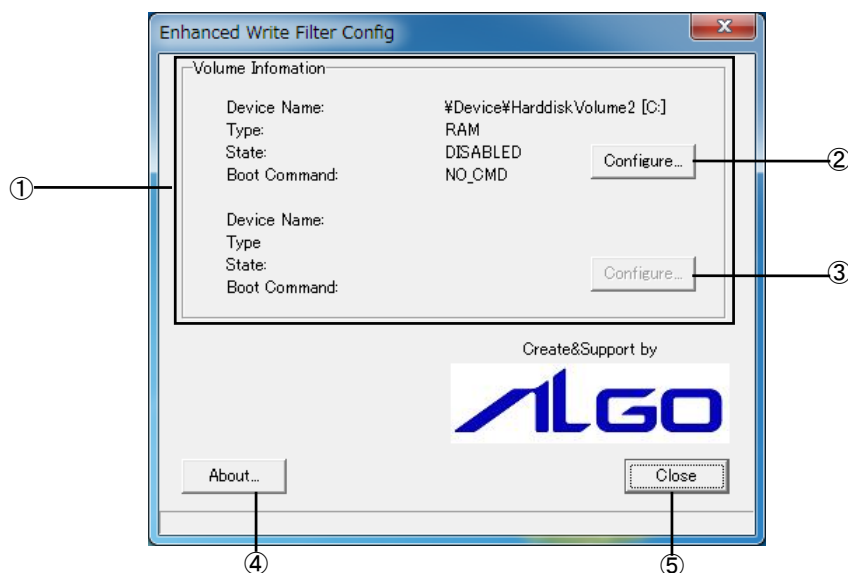 Enhanced Write Filter Config
Volume Infomation
Device Name: ¥Device¥HarddiskVolume2 [C:]
Type: RAM
State: DISABLED
Configure...
②
Boot Command: NO_CMD
①
Device Name:
Type
State:
Configure...
③
Boot Command:
Create&Support by
ALGO
About...
Close
④
⑤